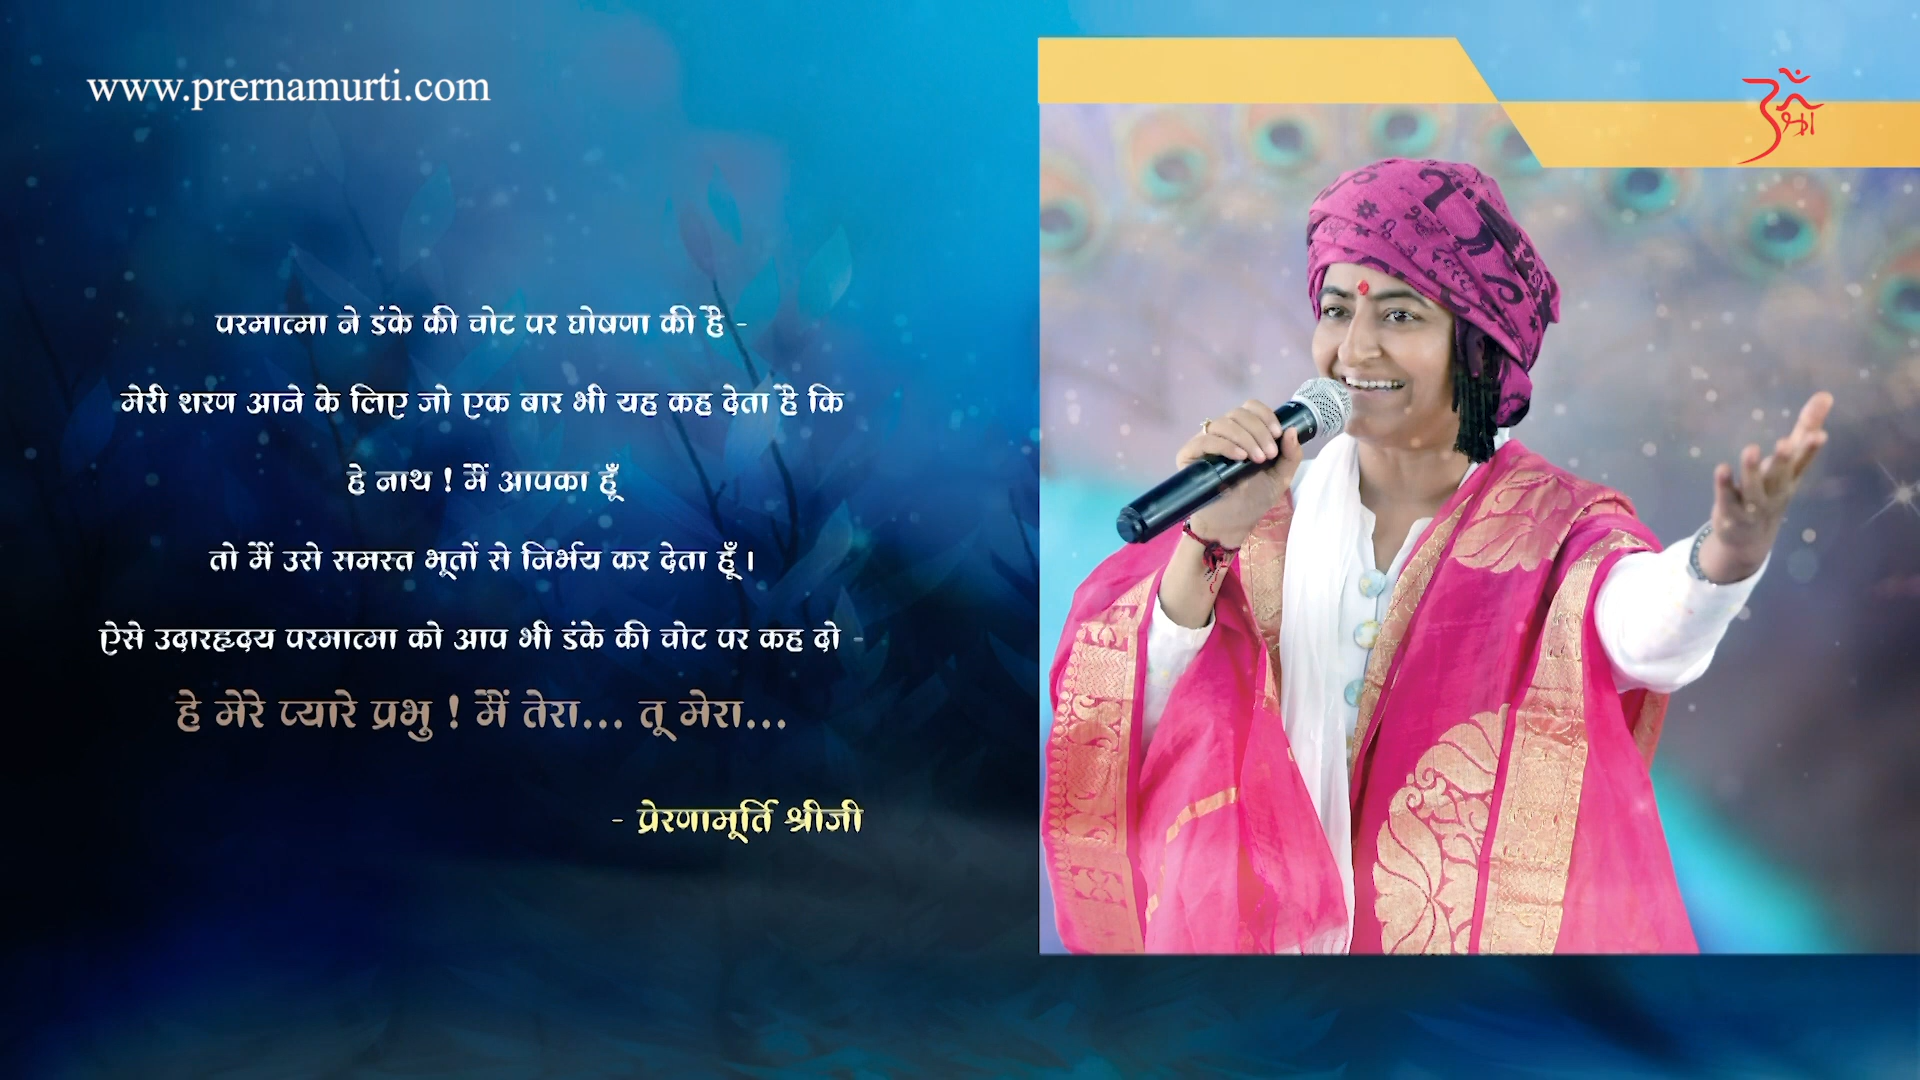 www.prernamurti.com
परमात्मा ने डंके की चोट पर घोषणा की है -
मेरी शरण आने के लिए जो एक बार भी यह कह देता है कि
हे नाथ ! मैं आपका हूँ
तो मैं उसे समस्त भूतों से निर्भय कर देता हूँ।
ऐसे उदारहृदय परमात्मा को आप भी डंके की चोट पर कह दो -
हे मेरे प्यारे प्रभु ! मैं तेरा... तू मेरा...
- प्रेरणामूर्ति श्रीजी